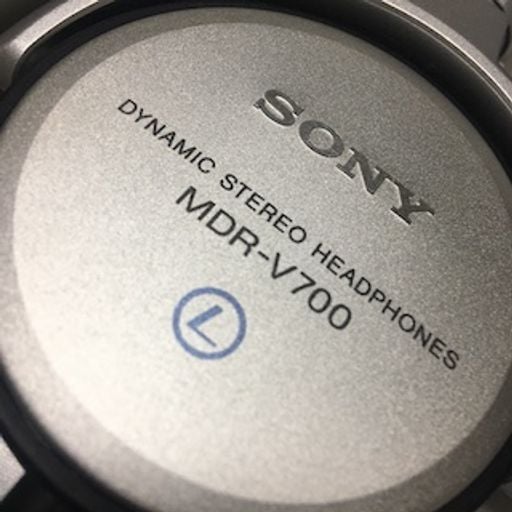 SONY
DYNAMIC STEREO HEADPHONES
MDR-V700
L